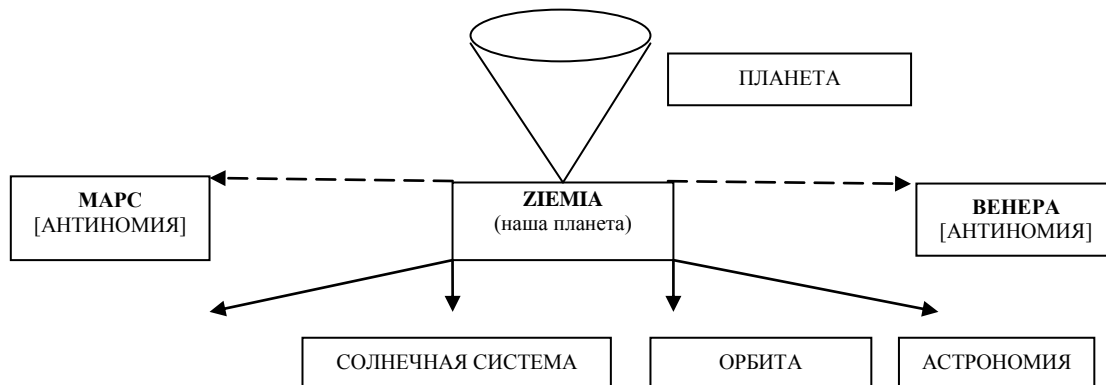 ПЛАНЕТА
МАРС
[АНТИНОМИЯ]
ZIEMIA
(наша планета)
ВЕНЕРА
[АНТИНОМИЯ]
СОЛНЕЧНАЯ СИСТЕМА
ОРБИТА
АСТРОНОМИЯ